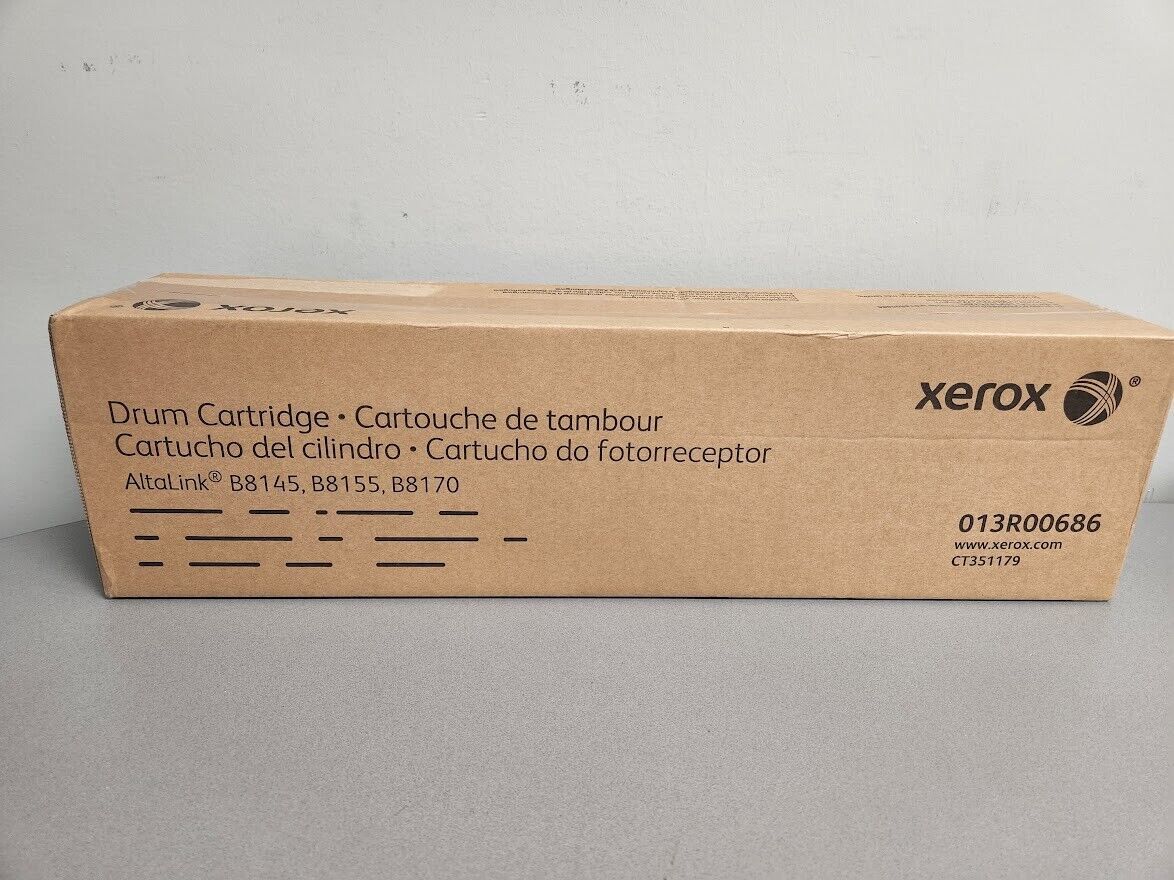 xerox
xerox ®
Drum Cartridge • Cartouche de tambour
Cartucho del cilindro • Cartucho do fotorreceptor
AltaLink® B8145, B8155, B8170
013R00686
www.xerox.com
CT351179